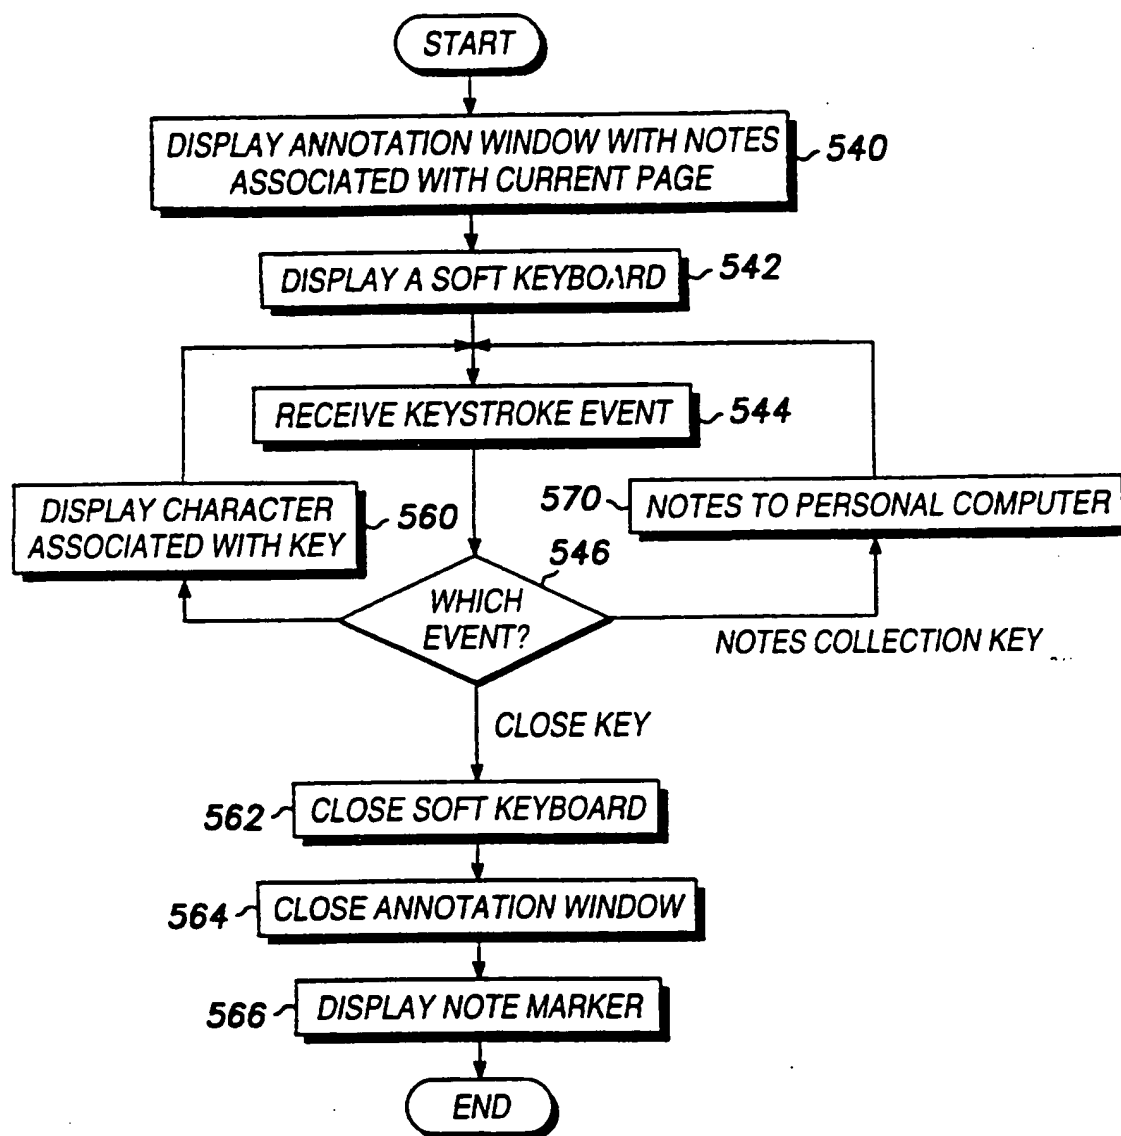 START
DISPLAY ANNOTATION WINDOW WITH NOTES
ASSOCIATED WITH CURRENT PAGE
540
DISPLAY A SOFT KEYBOARD
542
RECEIVE KEYSTROKE EVENT
544
DISPLAY CHARACTER
ASSOCIATED WITH KEY
560
570
NOTES TO PERSONAL COMPUTER
546
WHICH
EVENT?
NOTES COLLECTION KEY
CLOSE KEY
562
CLOSE SOFT KEYBOARD
564
CLOSE ANNOTATION WINDOW
566
DISPLAY NOTE MARKER
END